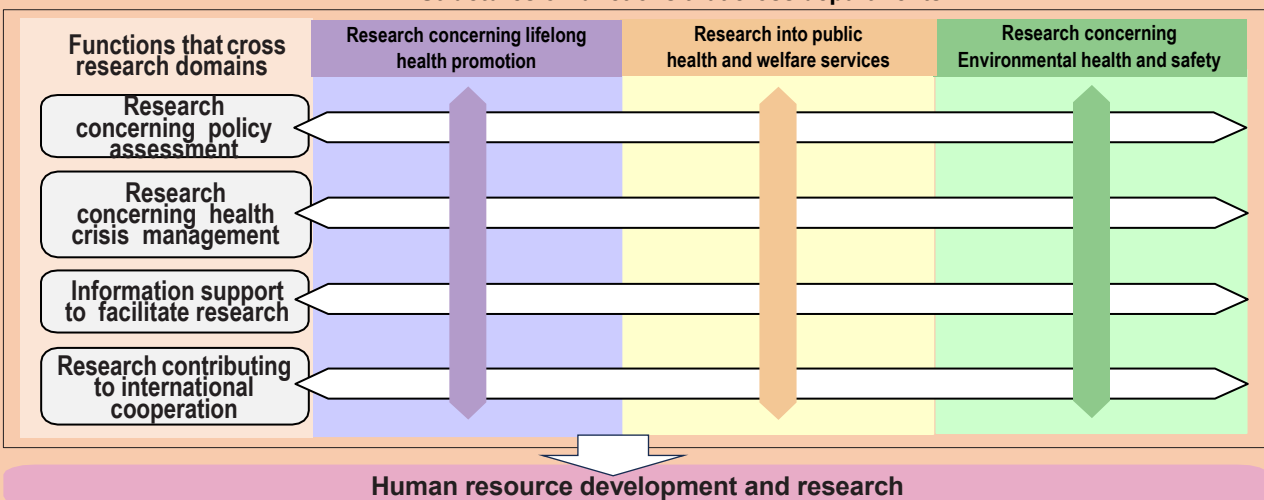 Functions that cross
research domains
Research concerning lifelong
health promotion
Research into public
health and welfare services
Research concerning
Environmental health and safety
Research
concerning policy
assessment
Research
concerning health
crisis management
Information support
to facilitate research
Research contributing
to international
cooperation
Human resource development and research